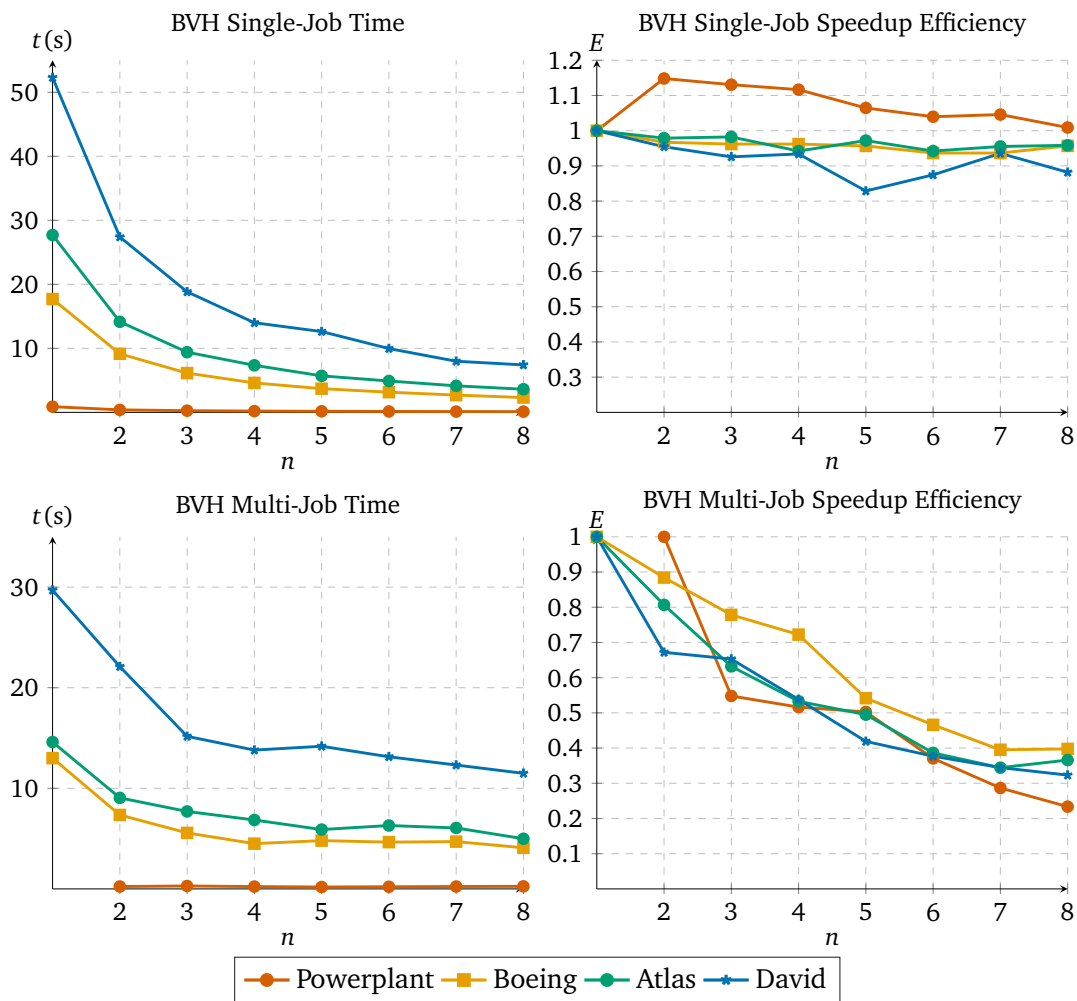 BVH Single-Job Time
t(s)
50
40
30
20
10
2 3 4 5 6 7 8
n
BVH Single-Job Speedup Efficiency
E
1.2
1.1
1
0.9
0.8
0.7
0.6
0.5
0.4
0.3
2 3 4 5 6 7 8
n
BVH Multi-Job Time
t(s)
30
20
10
2 3 4 5 6 7 8
n
BVH Multi-Job Speedup Efficiency
E
1
0.9
0.8
0.7
0.6
0.5
0.4
0.3
0.2
0.1
2 3 4 5 6 7 8
n
Powerplant Boeing Atlas David